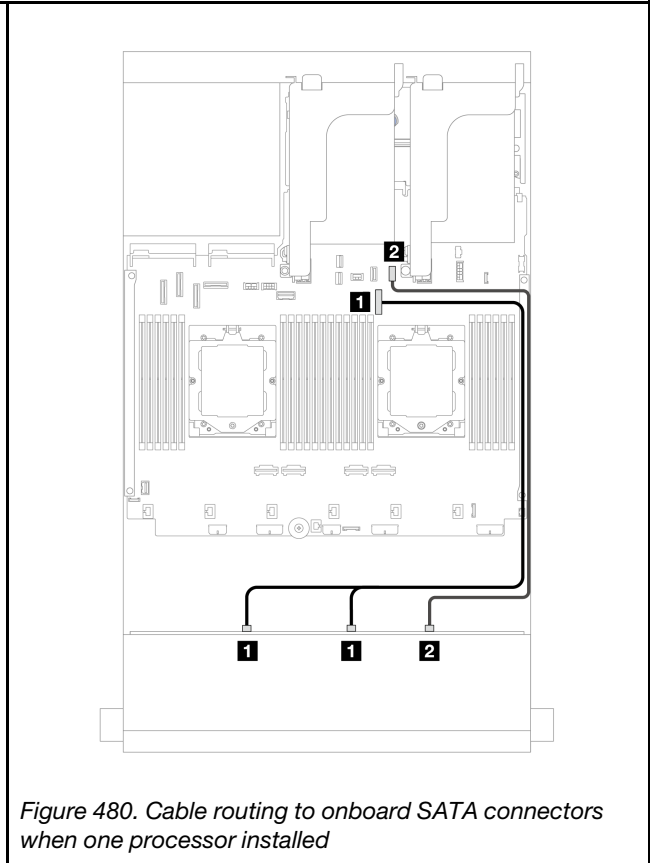 2
1
1
1
2
Figure 480. Cable routing to onboard SATA connectors
when one processor installed